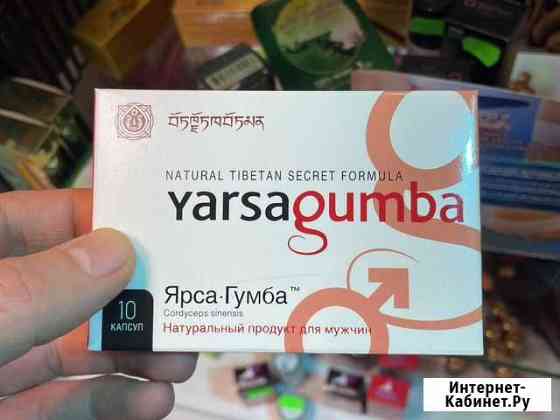 NATURAL TIBETAN SECRET FORMULA
Yarsagumba
Ярса-Гумба™
Cordyceps sinensis
Натуральный продукт для мужчин
10
КАПСУЛ
Интернет-
Кабинет.Ру